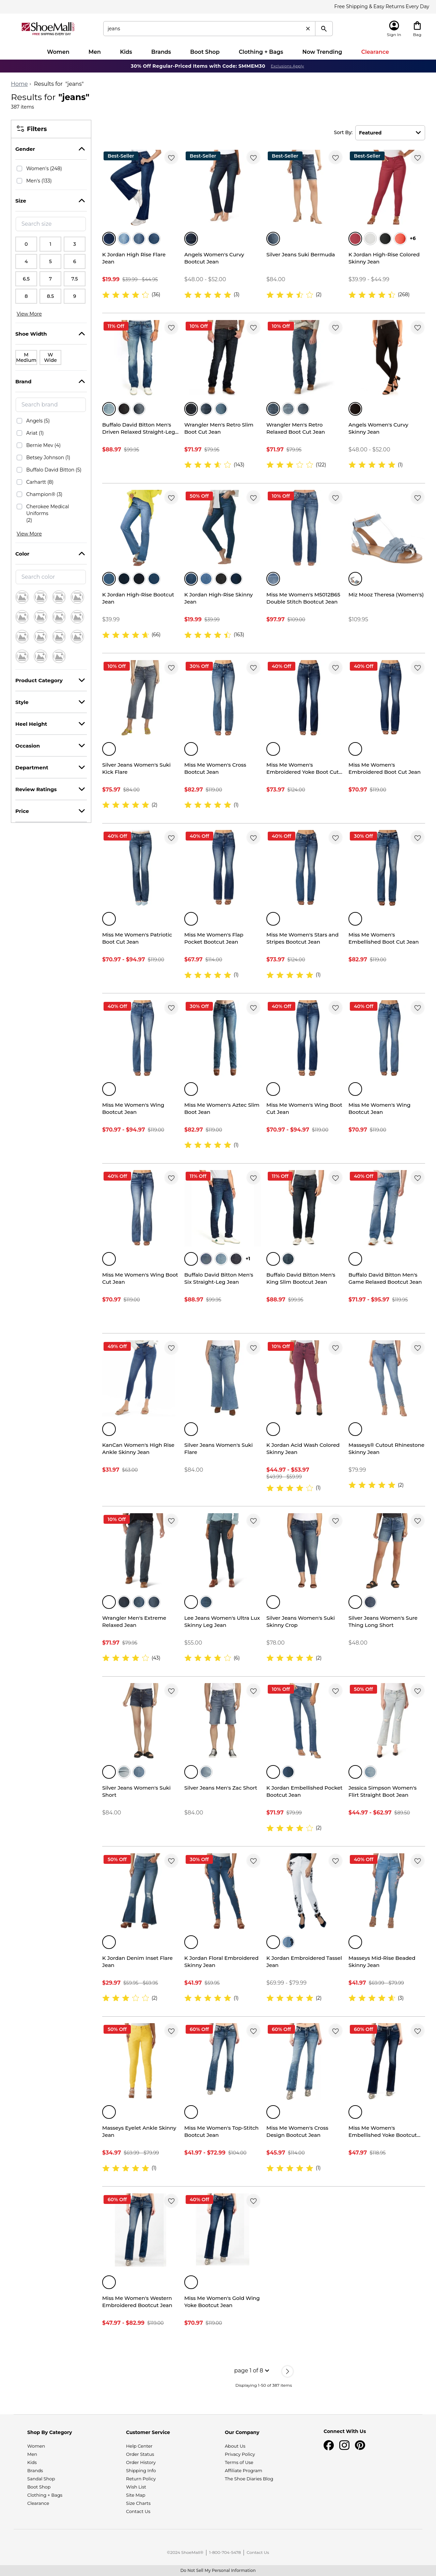 Free Shipping & Easy Returns Every Day
ShoeMall
FREE SHIPPING EVERY DAY
jeans
Sign In
Bag
Women Men Kids Brands Boot Shop Clothing + Bags Now Trending Clearance
30% Off Regular-Priced Items with Code: SMMEM30 Exclusions Apply
Home › Results for "jeans"
Results for "jeans"
387 items
Filters
Gender
Women's (248)
Men's (133)
Size
Search size
0 1 3
4 5 6
6.5 7 7.5
8 8.5 9
View More
Shoe Width
M Medium
W Wide
Brand
Search brand
Angels (5)
Ariat (1)
Bernie Mev (4)
Betsey Johnson (1)
Buffalo David Bitton (5)
Carhartt (8)
Champion® (3)
Cherokee Medical
Uniforms
(2)
View More
Color
Search color
Product Category
Style
Heel Height
Occasion
Department
Review Ratings
Price
Sort By: Featured
Best-Seller
K Jordan High Rise Flare
Jean
$19.99 $39.99 - $44.95
(36)
Best-Seller
Angels Women's Curvy
Bootcut Jean
$48.00 - $52.00
(3)
Best-Seller
Silver Jeans Suki Bermuda
$84.00
(2)
Best-Seller
+6
K Jordan High-Rise Colored
Skinny Jean
$39.99 - $44.99
(268)
11% Off
Buffalo David Bitton Men's
Driven Relaxed Straight-Leg...
$88.97 $99.95
10% Off
Wrangler Men's Retro Slim
Boot Cut Jean
$71.97 $79.95
(143)
10% Off
Wrangler Men's Retro
Relaxed Boot Cut Jean
$71.97 $79.95
(122)
Angels Women's Curvy
Skinny Jean
$48.00 - $52.00
(1)
K Jordan High-Rise Bootcut
Jean
$39.99
(66)
50% Off
K Jordan High-Rise Skinny
Jean
$19.99 $39.99
(163)
10% Off
Miss Me Women's M5012B65
Double Stitch Bootcut Jean
$97.97 $109.00
Miz Mooz Theresa (Women's)
$109.95
10% Off
Silver Jeans Women's Suki
Kick Flare
$75.97 $84.00
(2)
30% Off
Miss Me Women's Cross
Bootcut Jean
$82.97 $119.00
(1)
40% Off
Miss Me Women's
Embroidered Yoke Boot Cut...
$73.97 $124.00
40% Off
Miss Me Women's
Embroidered Boot Cut Jean
$70.97 $119.00
40% Off
Miss Me Women's Patriotic
Boot Cut Jean
$70.97 - $94.97 $119.00
40% Off
Miss Me Women's Flap
Pocket Bootcut Jean
$67.97 $114.00
(1)
40% Off
Miss Me Women's Stars and
Stripes Bootcut Jean
$73.97 $124.00
(1)
30% Off
Miss Me Women's
Embellished Boot Cut Jean
$82.97 $119.00
40% Off
Miss Me Women's Wing
Bootcut Jean
$70.97 - $94.97 $119.00
30% Off
Miss Me Women's Aztec Slim
Boot Jean
$82.97 $119.00
(1)
40% Off
Miss Me Women's Wing Boot
Cut Jean
$70.97 - $94.97 $119.00
40% Off
Miss Me Women's Wing
Bootcut Jean
$70.97 $119.00
40% Off
Miss Me Women's Wing Boot
Cut Jean
$70.97 $119.00
11% Off
+1
Buffalo David Bitton Men's
Six Straight-Leg Jean
$88.97 $99.95
11% Off
Buffalo David Bitton Men's
King Slim Bootcut Jean
$88.97 $99.95
40% Off
Buffalo David Bitton Men's
Game Relaxed Bootcut Jean
$71.97 - $95.97 $119.95
49% Off
KanCan Women's High Rise
Ankle Skinny Jean
$31.97 $63.00
Silver Jeans Women's Suki
Flare
$84.00
10% Off
K Jordan Acid Wash Colored
Skinny Jean
$44.97 - $53.97
$49.99 - $59.99
(1)
Masseys® Cutout Rhinestone
Skinny Jean
$79.99
(2)
10% Off
Wrangler Men's Extreme
Relaxed Jean
$71.97 $79.95
(43)
Lee Jeans Women's Ultra Lux
Skinny Leg Jean
$55.00
(6)
Silver Jeans Women's Suki
Skinny Crop
$78.00
(2)
Silver Jeans Women's Sure
Thing Long Short
$48.00
Silver Jeans Women's Suki
Short
$84.00
Silver Jeans Men's Zac Short
$84.00
10% Off
K Jordan Embellished Pocket
Bootcut Jean
$71.97 $79.99
(2)
50% Off
Jessica Simpson Women's
Flirt Straight Boot Jean
$44.97 - $62.97 $89.50
50% Off
K Jordan Denim Inset Flare
Jean
$29.97 $59.95 - $69.95
(2)
30% Off
K Jordan Floral Embroidered
Skinny Jean
$41.97 $59.95
(1)
K Jordan Embroidered Tassel
Jean
$69.99 - $79.99
(2)
40% Off
Masseys Mid-Rise Beaded
Skinny Jean
$41.97 $69.99 - $79.99
(3)
50% Off
Masseys Eyelet Ankle Skinny
Jean
$34.97 $69.99 - $79.99
(1)
60% Off
Miss Me Women's Top-Stitch
Bootcut Jean
$41.97 - $72.99 $104.00
60% Off
Miss Me Women's Cross
Design Bootcut Jean
$45.97 $114.00
(1)
60% Off
Miss Me Women's
Embellished Yoke Bootcut...
$47.97 $118.95
60% Off
Miss Me Women's Western
Embroidered Bootcut Jean
$47.97 - $82.99 $119.00
40% Off
Miss Me Women's Gold Wing
Yoke Bootcut Jean
$70.97 $119.00
page 1 of 8
Displaying 1-50 of 387 items
Shop By Category
Women
Men
Kids
Brands
Sandal Shop
Boot Shop
Clothing + Bags
Clearance
Customer Service
Help Center
Order Status
Order History
Shipping Info
Return Policy
Wish List
Site Map
Size Charts
Contact Us
Our Company
About Us
Privacy Policy
Terms of Use
Affiliate Program
The Shoe Diaries Blog
Connect With Us
©2024 ShoeMall® | 1-800-704-5478 | Contact Us
Do Not Sell My Personal Information